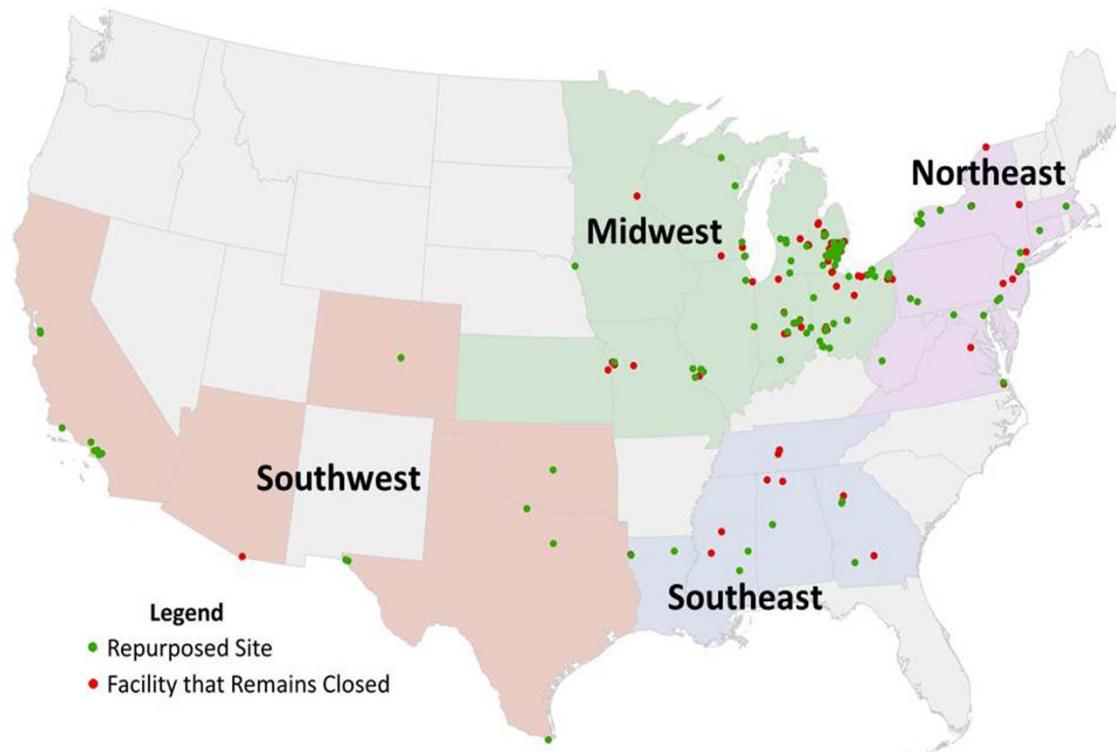 Northeast
Midwest
Southwest
Southeast
Legend
Repurposed Site
Facility that Remains Closed